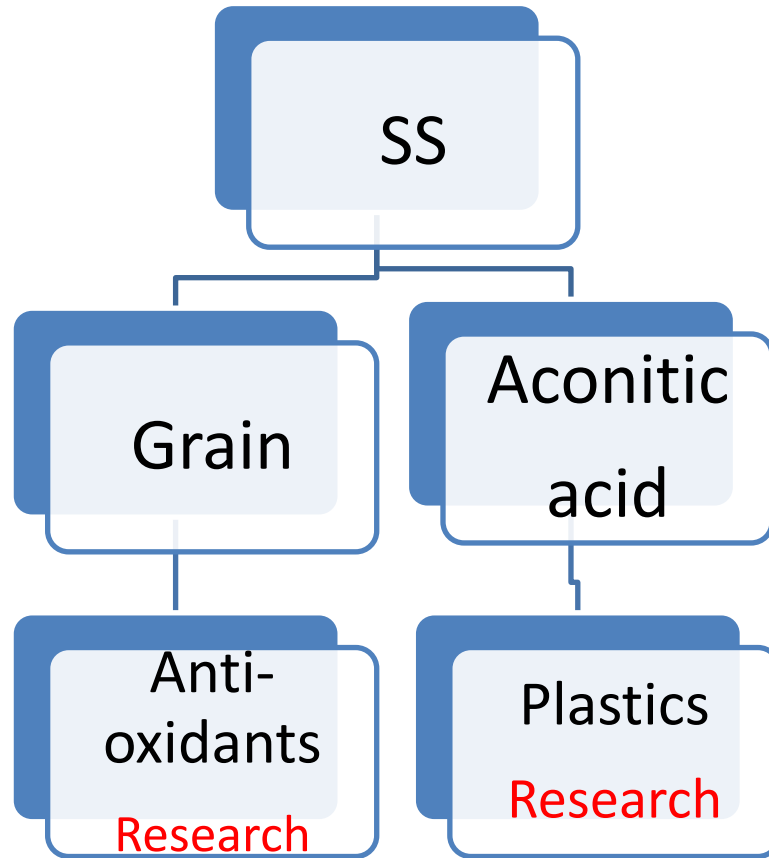 SS
Grain
Aconitic
acid
Anti-
oxidants
Research
Plastics
Research